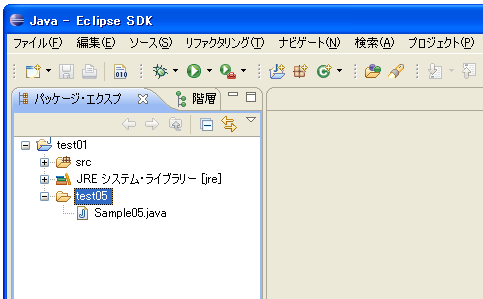 Java - Eclipse SDK
ファイル(F) 編集(E) ソース(S) リファクタリング(T) ナビゲート(N) 検索(A) プロジェクト(P)
パッケージ・エクスプ 階層
test01
src
JRE システム・ライブラリー [jre]
test05
Sample05.java